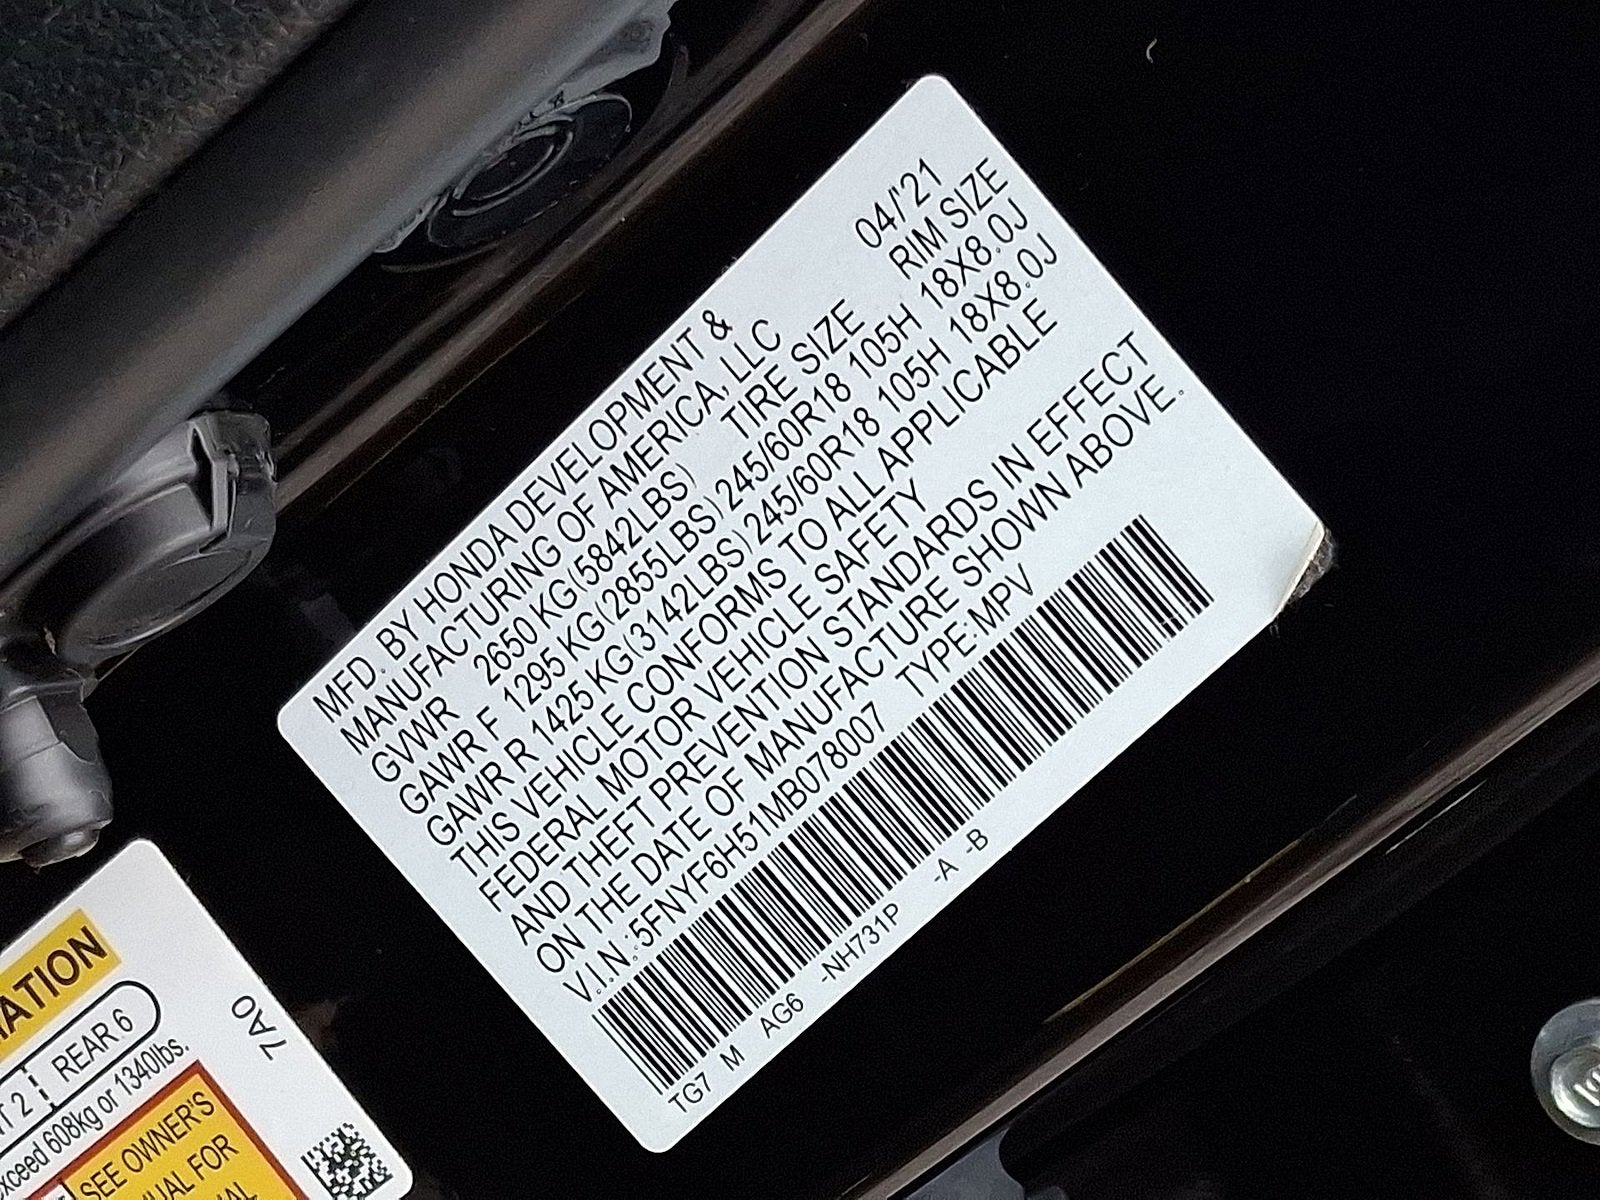 MFD. BY HONDA DEVELOPMENT &
MANUFACTURING OF AMERICA, LLC 04/'21
GVWR 2650 KG(5842LBS) TIRE SIZE RIM SIZE
GAWR F 1295 KG(2855LBS) 245/60R18 105H 18X8.0J
GAWR R 1425 KG(3142LBS) 245/60R18 105H 18X8.0J
THIS VEHICLE CONFORMS TO ALL APPLICABLE
FEDERAL MOTOR VEHICLE SAFETY
AND THEFT PREVENTION STANDARDS IN EFFECT
ON THE DATE OF MANUFACTURE SHOWN ABOVE.
V.I.N.:5FNYF6H51MB078007 TYPE:MPV
TG7 M AG6 -NH731P -A -B
REAR 6
608kg or 1340lbs.
SEE OWNER'S
FOR
7A0